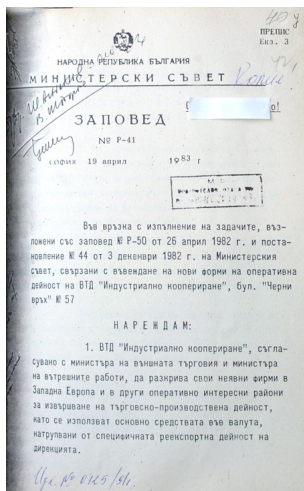 ПРЕПИС
Екз. 3
НАРОДНА РЕПУБЛИКА БЪЛГАРИЯ
МИНИСТЕРСКИ СЪВЕТ
ЗАПОВЕД
№ Р-41
СОФИЯ 19 април 1983 г
Във връзка с изпълнение на задачите, въз-
ложени със заповед № Р-50 от 26 април 1982 г. и поста-
новление № 44 от 3 декември 1982 г. на Министерския
съвет, свързани с въвеждане на нови форми на оперативна
дейност на ВТД "Индустриално коопериране", бул. "Черни
връх" № 57
НАРЕЖДАМ:
1. ВТД "Индустриално коопериране", съгла-
сувано с министъра на външната търговия и министъра
на вътрешните работи, да разкрива свои неявни фирми в
Западна Европа и в други оперативно интересни райони
за извършване на търговско-производствена дейност,
като се използват основно средствата във валута,
натрупвани от специфичната реекспортна дейност на
дирекцията.